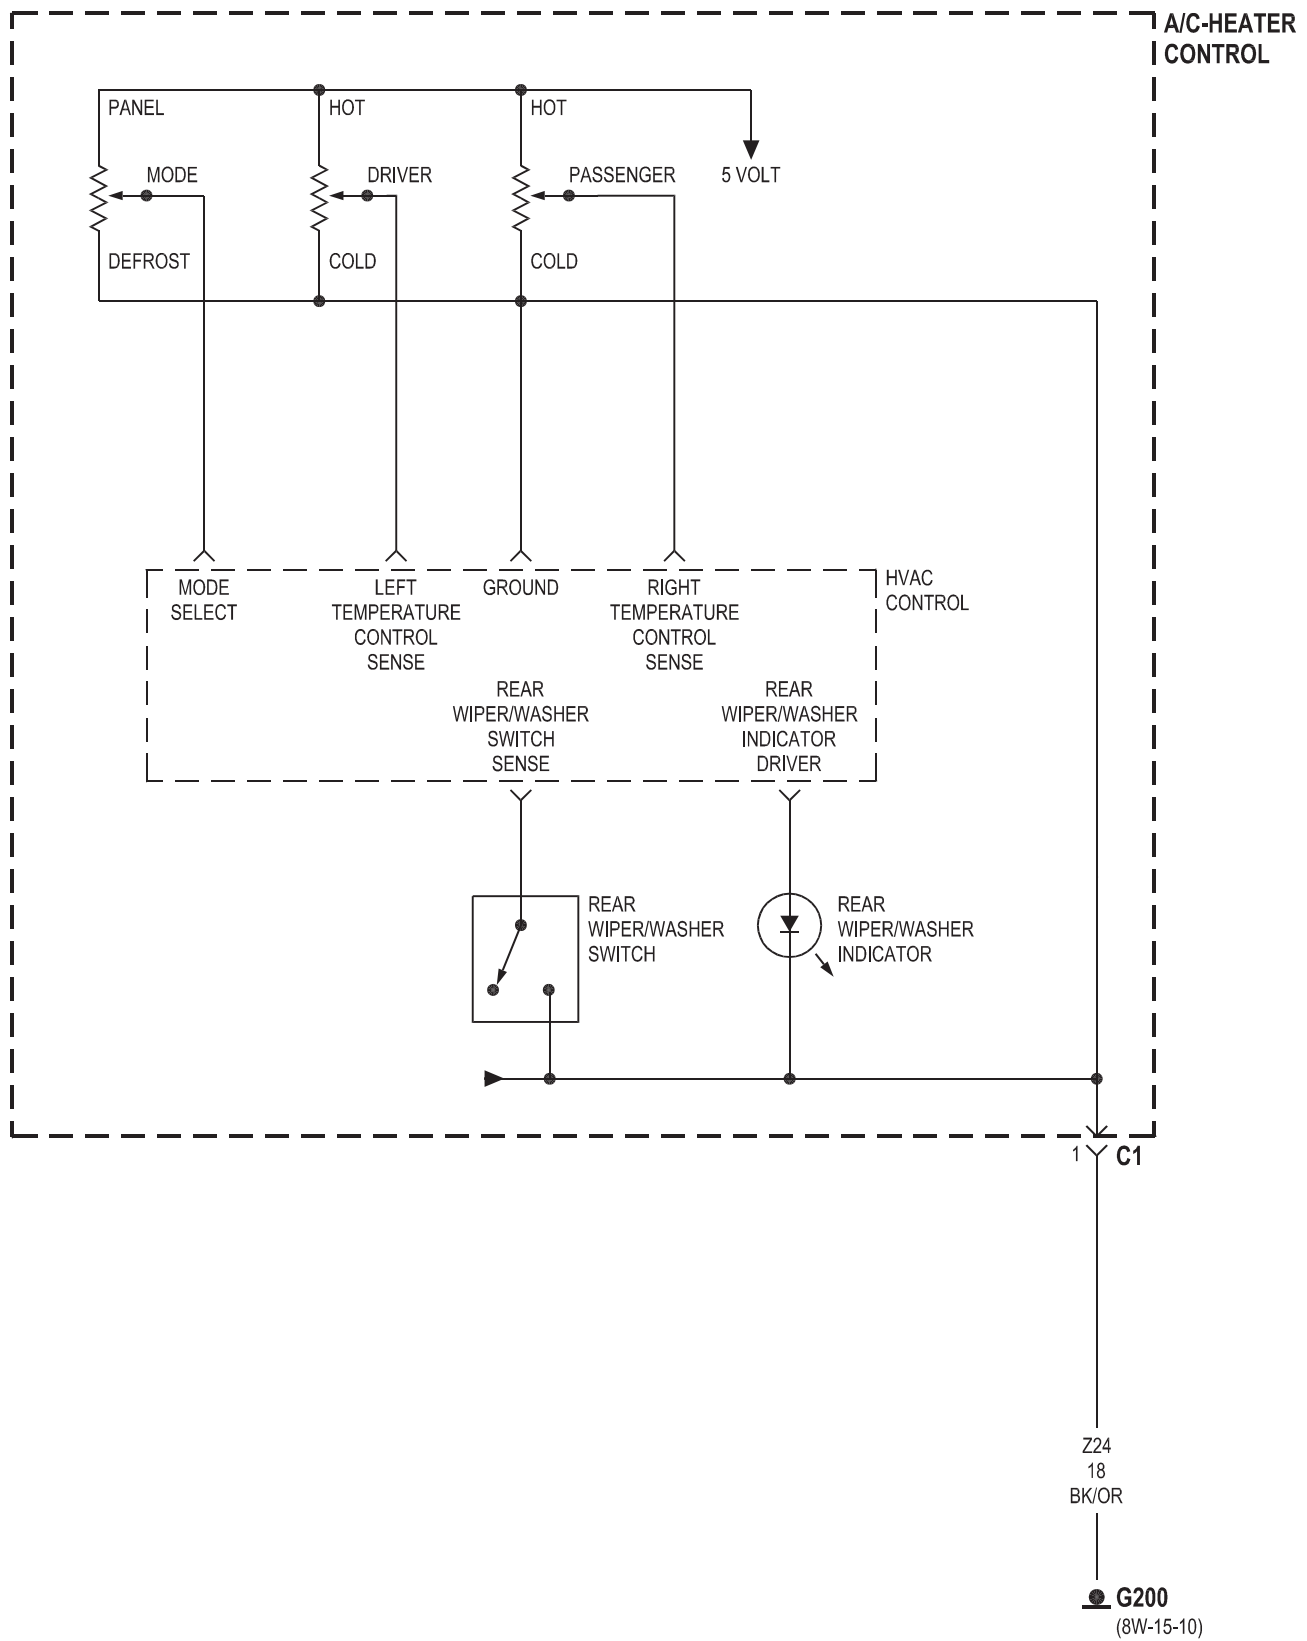 A/C-HEATER
CONTROL
PANEL
HOT
HOT
MODE
DRIVER
PASSENGER
5 VOLT
DEFROST
COLD
COLD
MODE
SELECT
LEFT
TEMPERATURE
CONTROL
SENSE
GROUND
RIGHT
TEMPERATURE
CONTROL
SENSE
HVAC
CONTROL
REAR
WIPER/WASHER
SWITCH
SENSE
REAR
WIPER/WASHER
INDICATOR
DRIVER
REAR
WIPER/WASHER
SWITCH
REAR
WIPER/WASHER
INDICATOR
1
C1
Z24
18
BK/OR
G200
(8W-15-10)